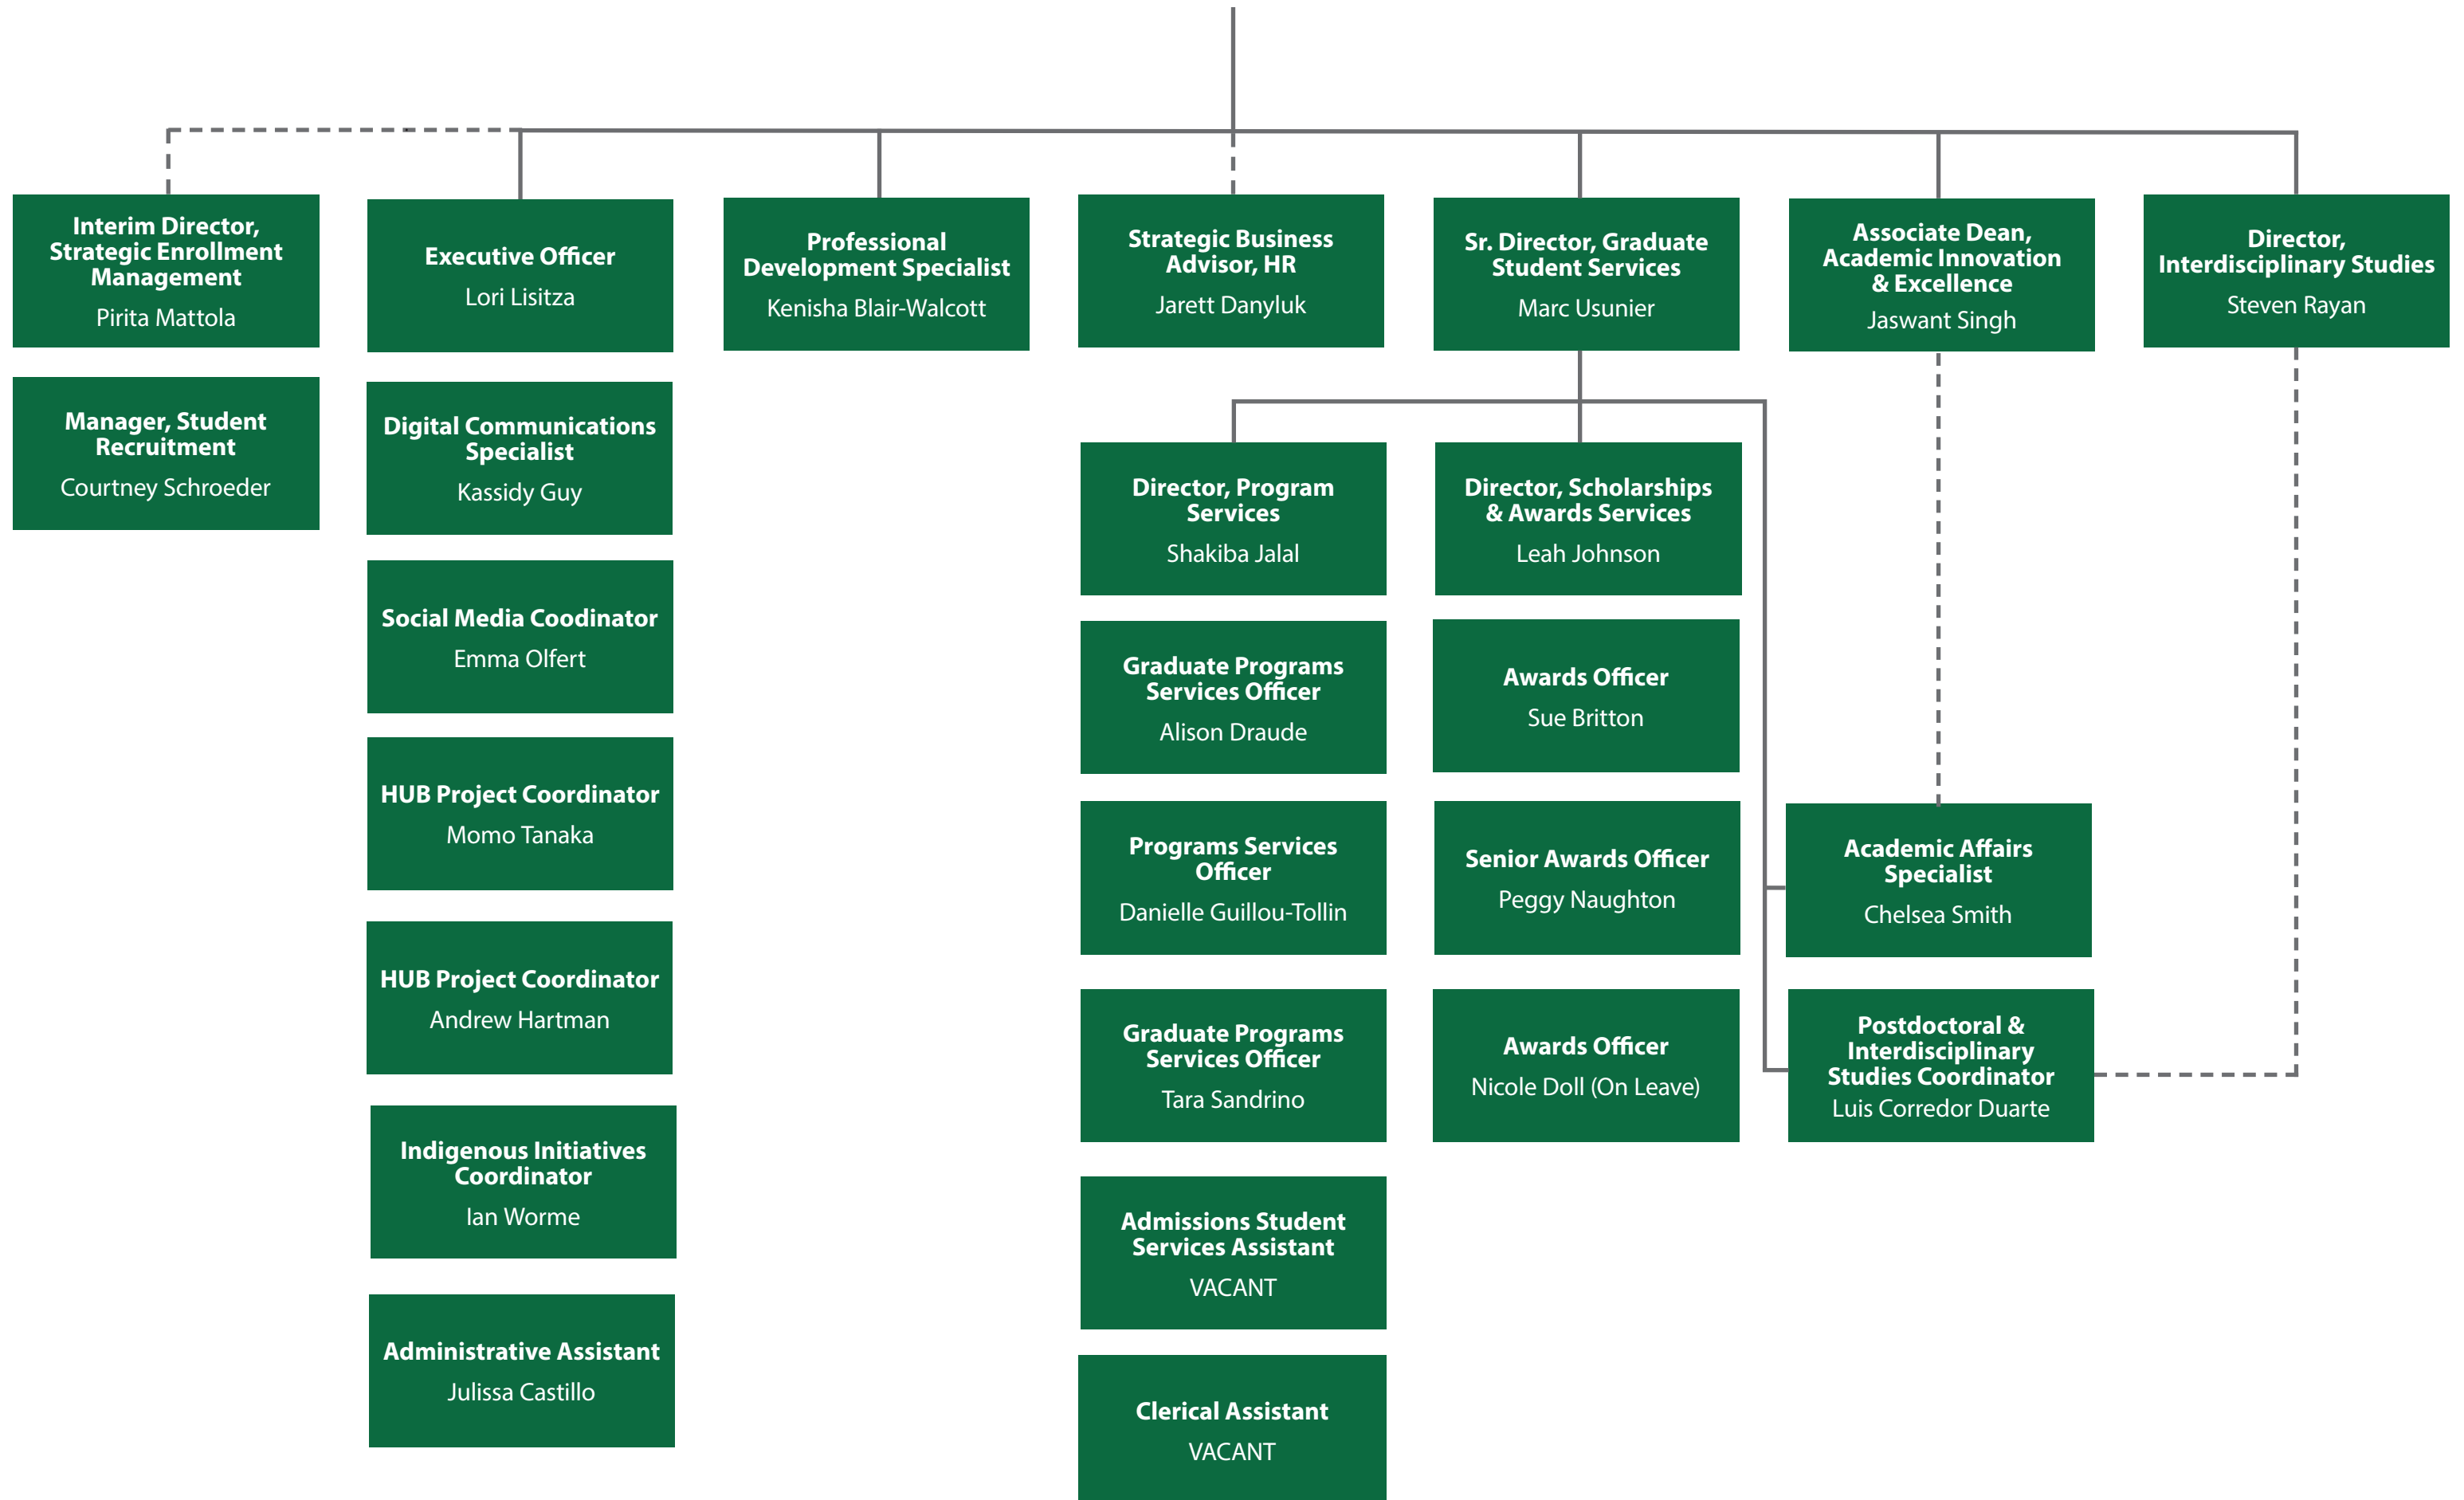 Interim Director,
Strategic Enrollment
Management
Pirita Mattola
Executive Officer
Lori Lisitza
Professional
Development Specialist
Kenisha Blair-Walcott
Strategic Business
Advisor, HR
Jarett Danyluk
Sr. Director, Graduate
Student Services
Marc Usunier
Associate Dean,
Academic Innovation
& Excellence
Jaswant Singh
Director,
Interdisciplinary Studies
Steven Rayan
Manager, Student
Recruitment
Courtney Schroeder
Digital Communications
Specialist
Kassidy Guy
Social Media Coodinator
Emma Olfert
HUB Project Coordinator
Momo Tanaka
HUB Project Coordinator
Andrew Hartman
Indigenous Initiatives
Coordinator
Ian Worme
Administrative Assistant
Julissa Castillo
Director, Program
Services
Shakiba Jalal
Graduate Programs
Services Officer
Alison Draude
Programs Services
Officer
Danielle Guillou-Tollin
Graduate Programs
Services Officer
Tara Sandrino
Admissions Student
Services Assistant
VACANT
Clerical Assistant
VACANT
Director, Scholarships
& Awards Services
Leah Johnson
Awards Officer
Sue Britton
Senior Awards Officer
Peggy Naughton
Awards Officer
Nicole Doll (On Leave)
Academic Affairs
Specialist
Chelsea Smith
Postdoctoral &
Interdisciplinary
Studies Coordinator
Luis Corredor Duarte